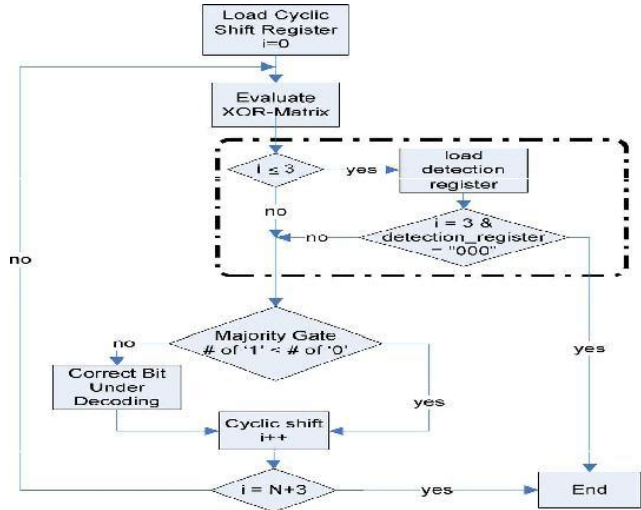 Load Cyclic
Shift Register
i=0
Evaluate
XOR-Matrix
i ≤ 3
yes
load
detection
register
no
i = 3 &
detection_register
= "000"
no
no
Majority Gate
# of '1' < # of '0'
no
yes
yes
Correct Bit
Under
Decoding
Cyclic shift
i++
i = N+3
yes
End